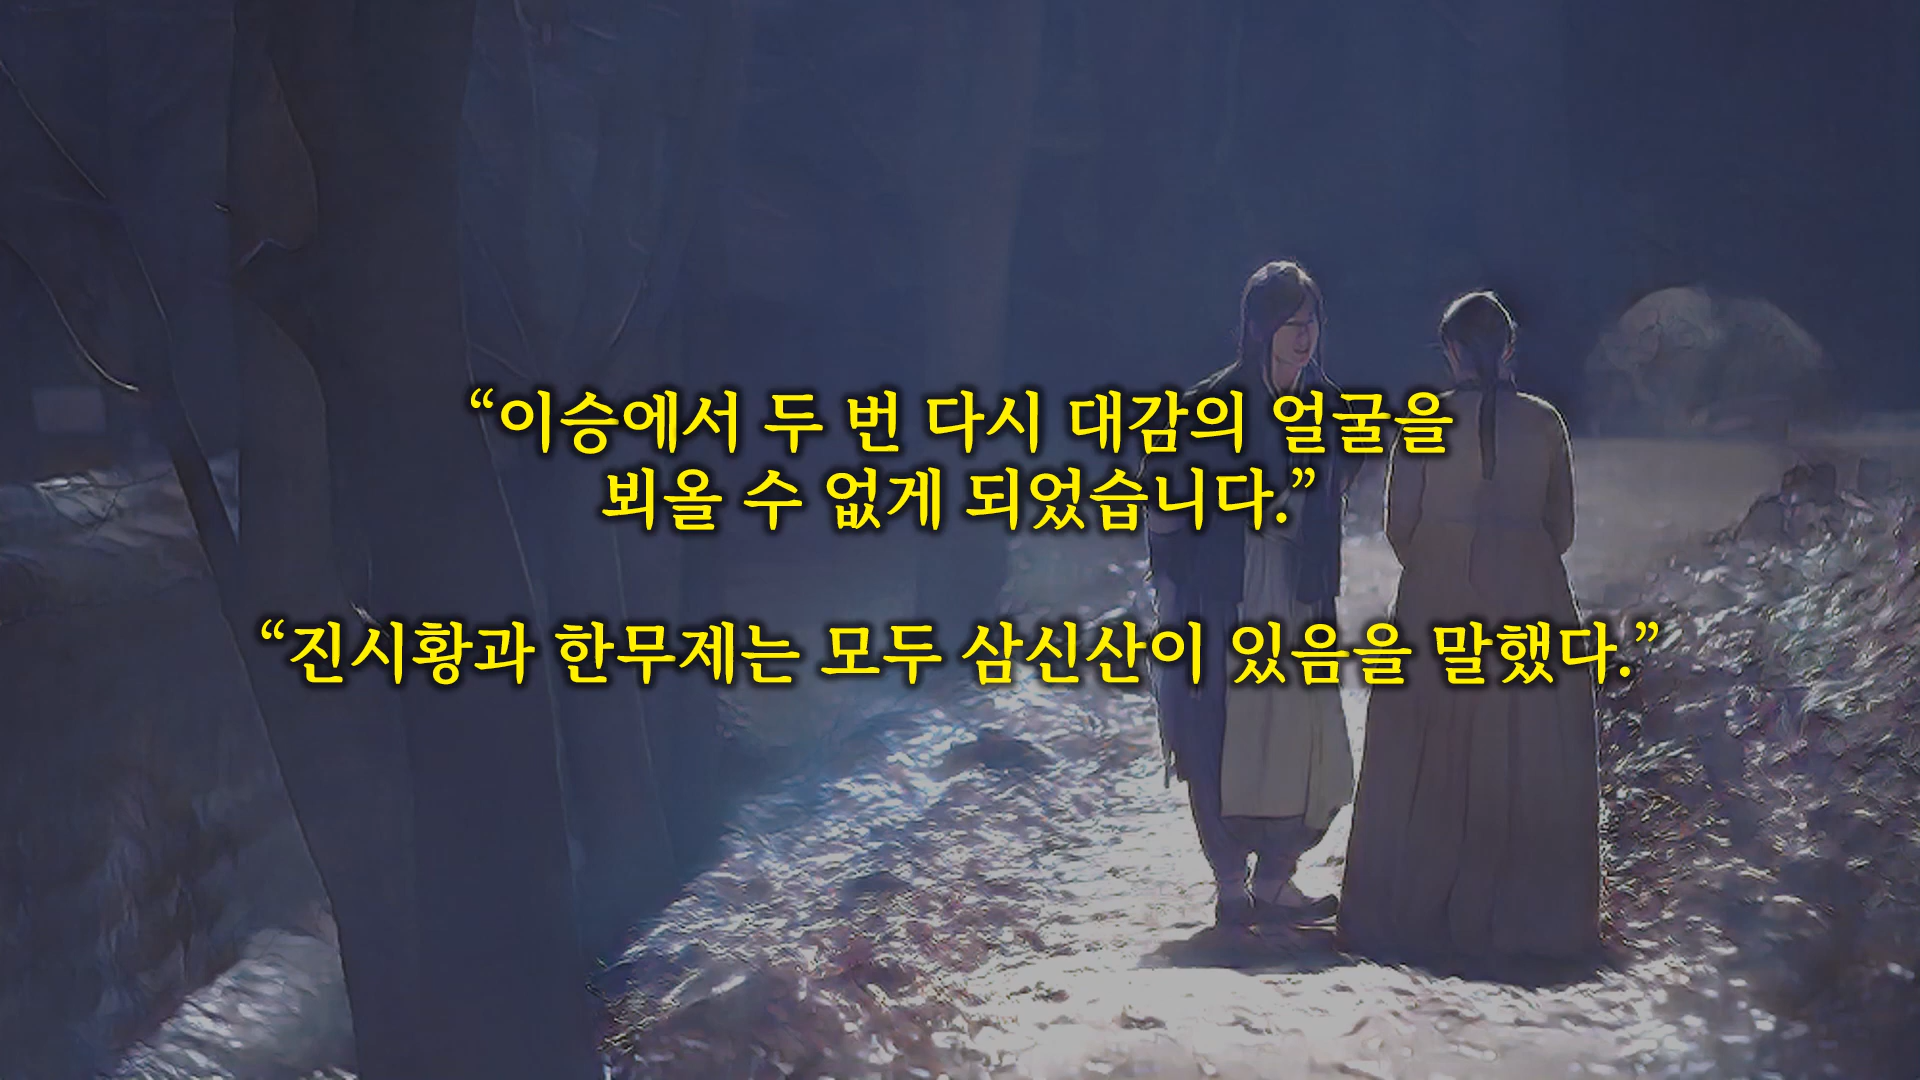 “이승에서 두 번 다시 대감의 얼굴을
뵈올 수 없게 되었습니다.”
“진시황과 한무제는 모두 삼신산이 있음을 말했다.”